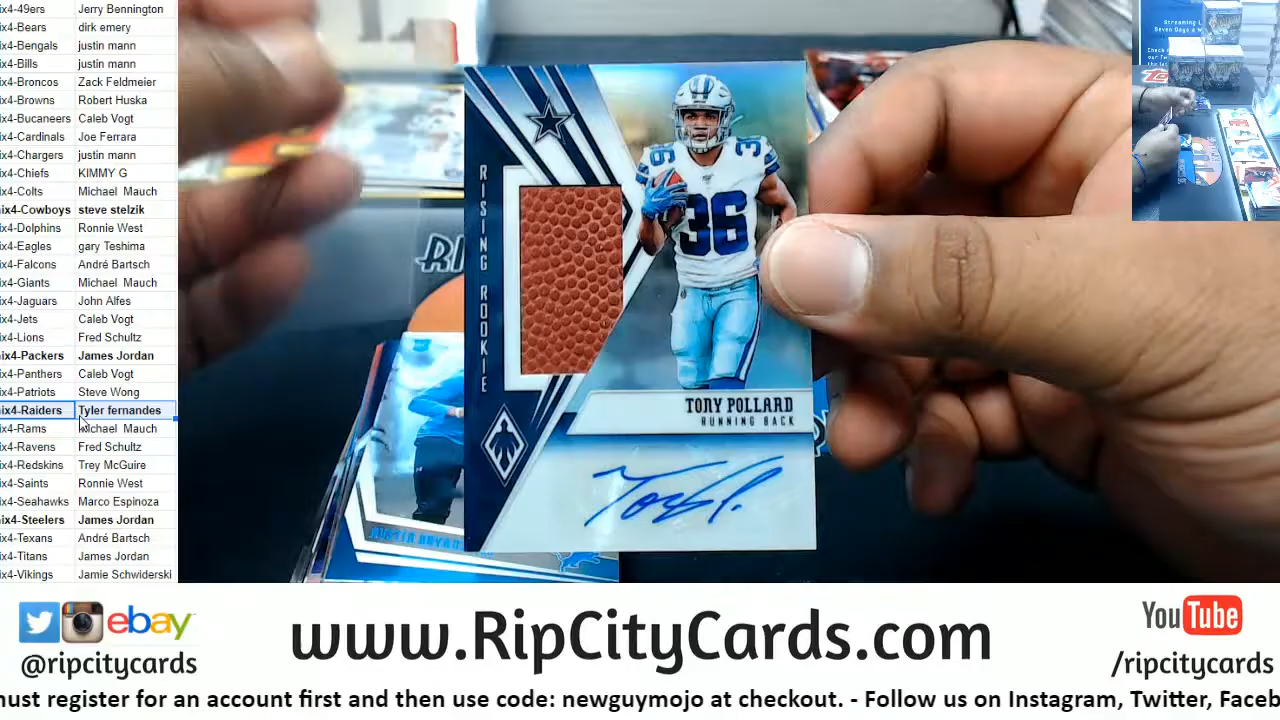 ix4-49ers Jerry Bennington
ix4-Bears dirk emery
ix4-Bengals justin mann
ix4-Bills justin mann
ix4-Broncos Zack Feldmeier
ix4-Browns Robert Huska
ix4-Bucaneers Caleb Vogt
ix4-Cardinals Joe Ferrara
ix4-Chargers justin mann
ix4-Chiefs KIMMY G
ix4-Colts Michael Mauch
ix4-Cowboys steve stelzik
ix4-Dolphins Ronnie West
ix4-Eagles gary Teshima
ix4-Falcons André Bartsch
ix4-Giants Michael Mauch
ix4-Jaguars John Alfes
ix4-Jets Caleb Vogt
ix4-Lions Fred Schultz
ix4-Packers James Jordan
ix4-Panthers Caleb Vogt
ix4-Patriots Steve Wong
ix4-Raiders Tyler fernandes
ix4-Rams Michael Mauch
ix4-Ravens Fred Schultz
ix4-Redskins Trey McGuire
ix4-Saints Ronnie West
ix4-Seahawks Marco Espinoza
ix4-Steelers James Jordan
ix4-Texans André Bartsch
ix4-Titans James Jordan
ix4-Vikings Jamie Schwiderski
RISING ROOKIE
36
36
TONY POLLARD
RUNNING BACK
Streaming L
Seven Days a w
ebay
@ripcitycards
www.RipCityCards.com
YouTube
/ripcitycards
must register for an account first and then use code: newguymojo at checkout. - Follow us on Instagram, Twitter, Faceb